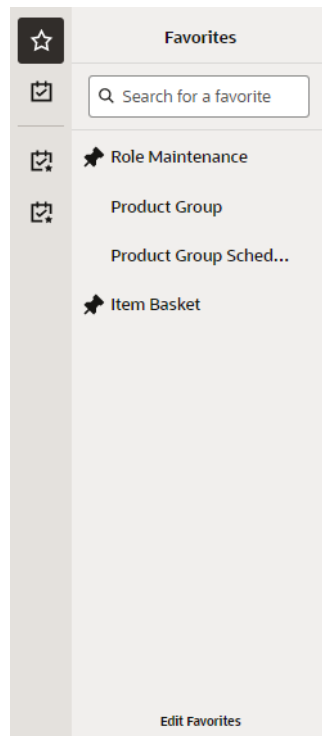 Favorites
Search for a favorite
Role Maintenance
Product Group
Product Group Sched...
Item Basket
Edit Favorites